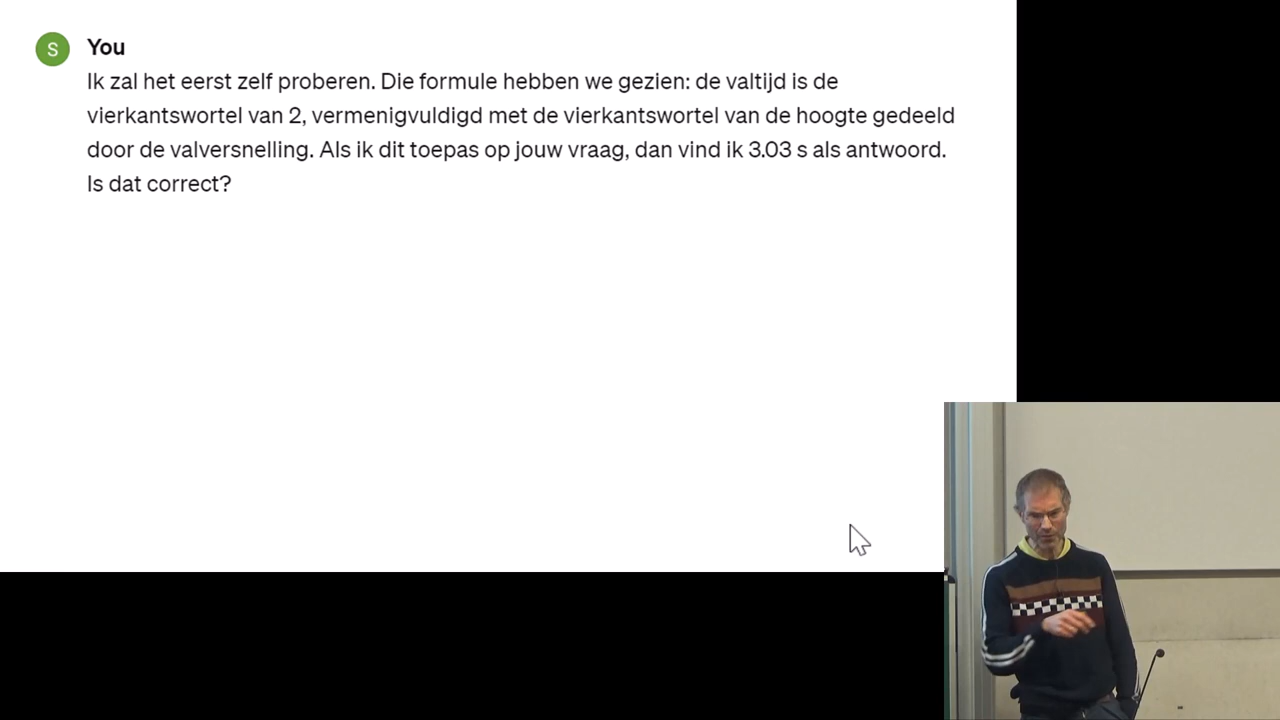 S
You
Ik zal het eerst zelf proberen. Die formule hebben we gezien: de valtijd is de
vierkantswortel van 2, vermenigvuldigd met de vierkantswortel van de hoogte gedeeld
door de valversnelling. Als ik dit toepas op jouw vraag, dan vind ik 3.03 s als antwoord.
Is dat correct?